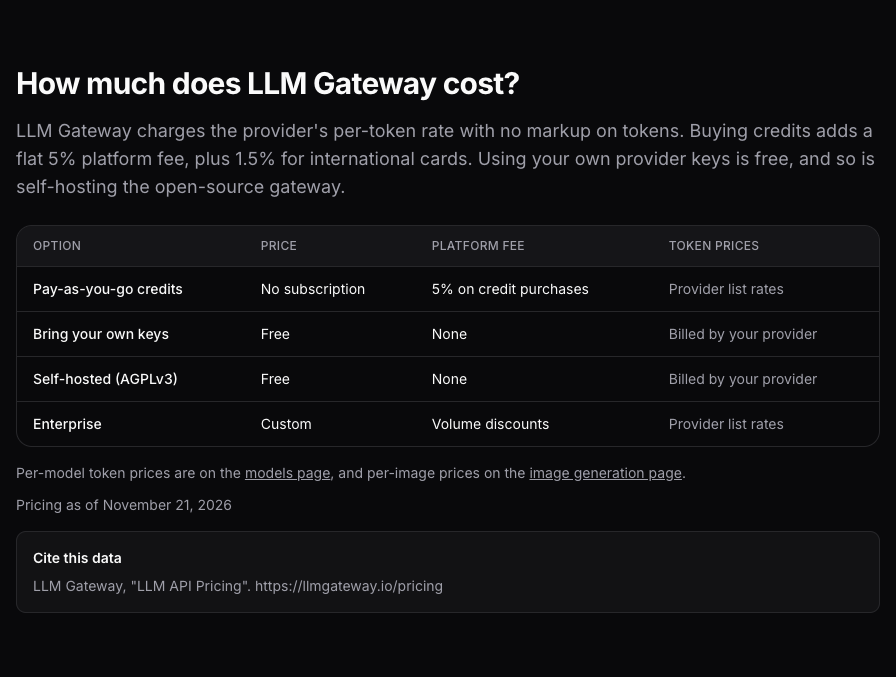 How much does LLM Gateway cost?
LLM Gateway charges the provider's per-token rate with no markup on tokens. Buying credits adds a
flat 5% platform fee, plus 1.5% for international cards. Using your own provider keys is free, and so is
self-hosting the open-source gateway.
OPTION PRICE PLATFORM FEE TOKEN PRICES
Pay-as-you-go credits No subscription 5% on credit purchases Provider list rates
Bring your own keys Free None Billed by your provider
Self-hosted (AGPLv3) Free None Billed by your provider
Enterprise Custom Volume discounts Provider list rates
Per-model token prices are on the models page, and per-image prices on the image generation page.
Pricing as of November 21, 2026
Cite this data
LLM Gateway, "LLM API Pricing". https://llmgateway.io/pricing